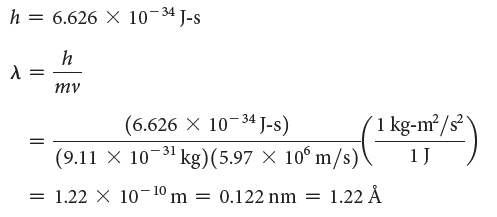 h = 6.626 × 10⁻³⁴ J-s
λ = h / mv
= (6.626 × 10⁻³⁴ J-s) / (9.11 × 10⁻³¹ kg)(5.97 × 10⁶ m/s) (1 kg-m²/s² / 1 J)
= 1.22 × 10⁻¹⁰ m = 0.122 nm = 1.22 Å